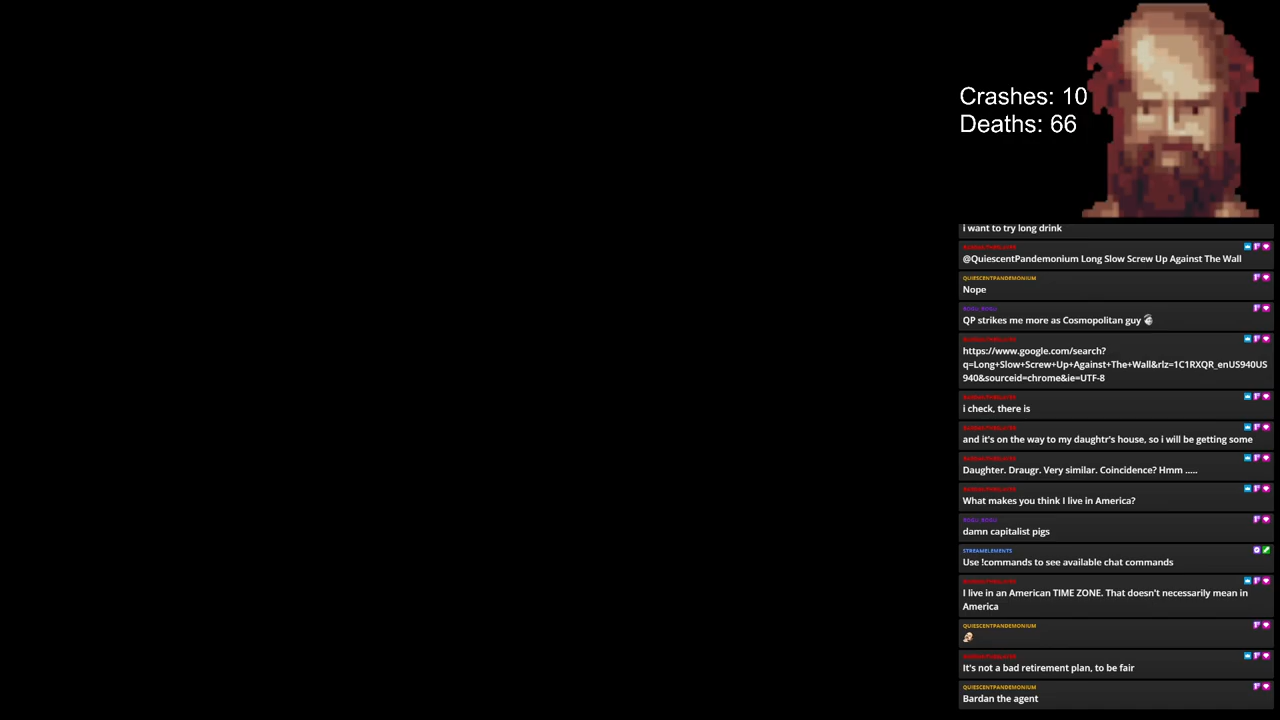 Crashes: 10
Deaths: 66
i want to try long drink
@QuiescentPandemonium Long Slow Screw Up Against The Wall
QUIESCENTPANDEMONIUM
Nope
QP strikes me more as Cosmopolitan guy
https://www.google.com/search?
q=Long+Slow+Screw+Up+Against+The+Wall&rlz=1C1RXQR_enUS940US
940&sourceid=chrome&ie=UTF-8
i check, there is
and it's on the way to my daughtr's house, so i will be getting some
Daughter. Draugr. Very similar. Coincidence? Hmm .....
What makes you think I live in America?
damn capitalist pigs
STREAMELEMENTS
Use !commands to see available chat commands
I live in an American TIME ZONE. That doesn't necessarily mean in
America
QUIESCENTPANDEMONIUM
It's not a bad retirement plan, to be fair
QUIESCENTPANDEMONIUM
Bardan the agent